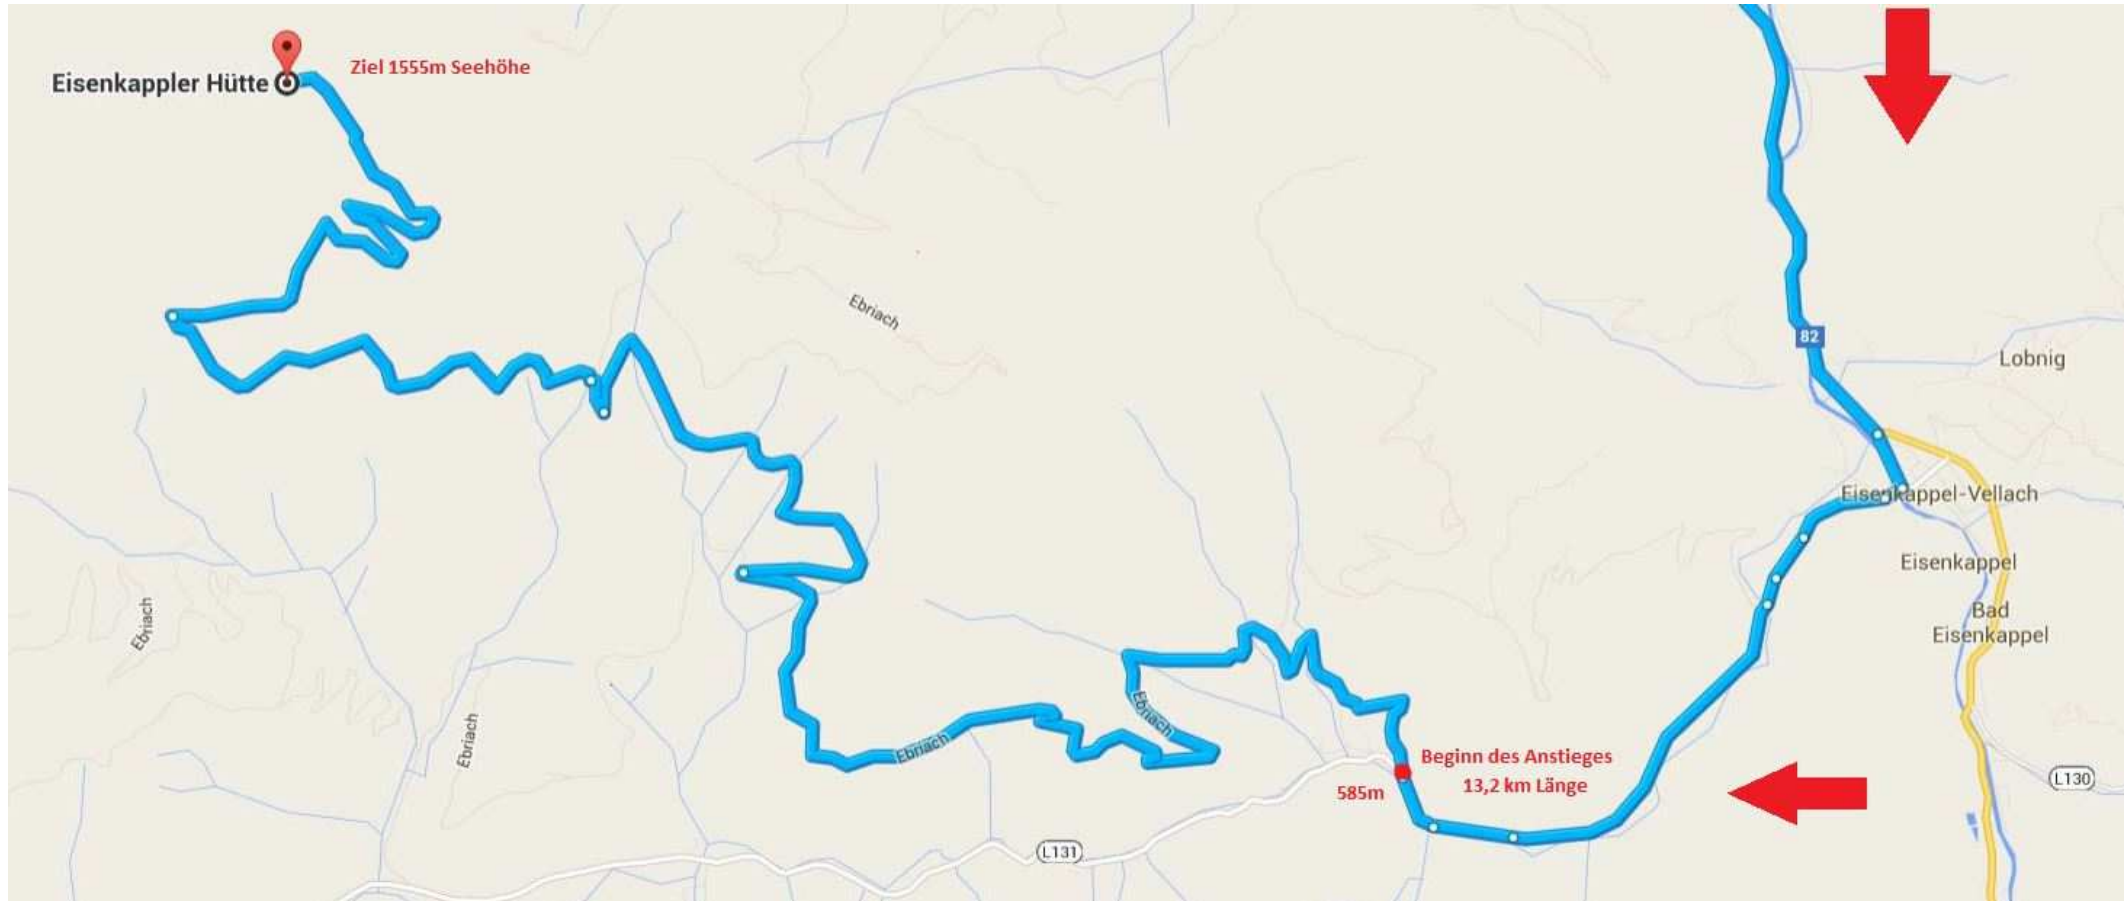 Ziel 1555m Seehöhe
Eisenkappler Hütte
Ebriach
82
Lobnig
Eisenkappel-Vellach
Eisenkappel
Bad
Eisenkappel
Ebriach
Ebriach
Ebriach
Ebriach
Beginn des Anstieges
13,2 km Länge
585m
L130
L131